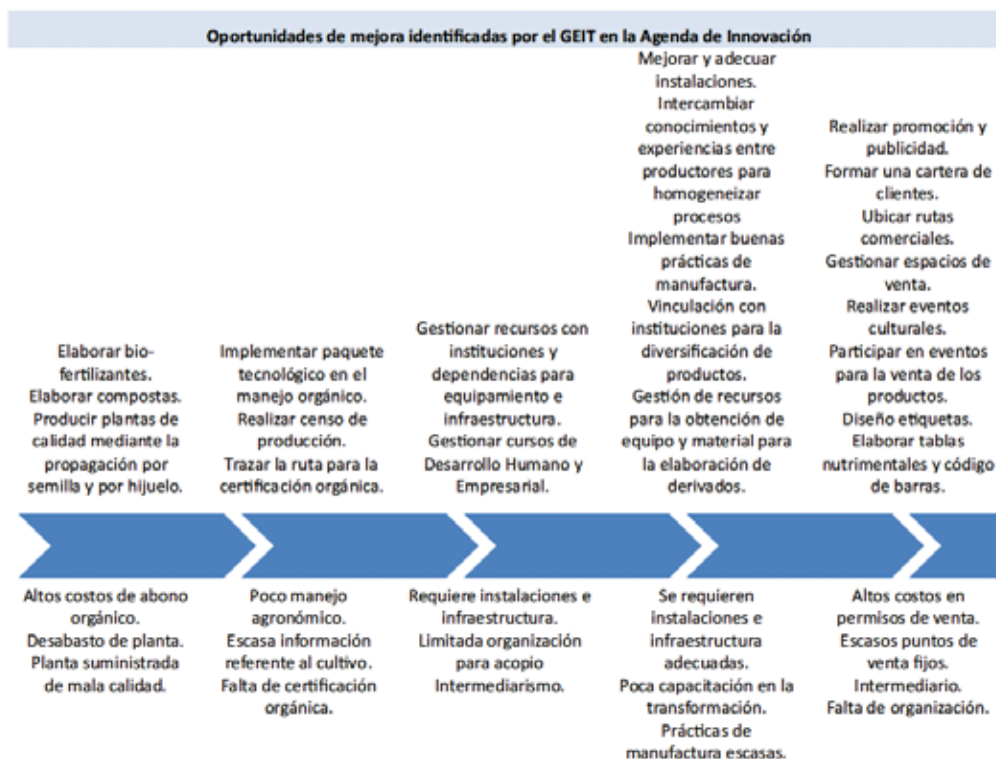 Oportunidades de mejora identificadas por el GEIT en la Agenda de Innovación
Elaborar bio-
fertilizantes.
Elaborar compostas.
Producir plantas de
calidad mediante la
propagación por
semilla y por hijuelo.
Implementar paquete
tecnológico en el
manejo orgánico.
Realizar censo de
producción.
Trazar la ruta para la
certificación orgánica.
Gestionar recursos con
instituciones y
dependencias para
equipamiento e
infraestructura.
Gestionar cursos de
Desarrollo Humano y
Empresarial.
Mejorar y adecuar
instalaciones.
Intercambiar
conocimientos y
experiencias entre
productores para
homogeneizar
procesos
Implementar buenas
prácticas de
manufactura.
Vinculación con
instituciones para la
diversificación de
productos.
Gestión de recursos
para la obtención de
equipo y material para
la elaboración de
derivados.
Realizar promoción y
publicidad.
Formar una cartera de
clientes.
Ubicar rutas
comerciales.
Gestionar espacios de
venta.
Realizar eventos
culturales.
Participar en eventos
para la venta de los
productos.
Diseño etiquetas.
Elaborar tablas
nutrimentales y código
de barras.
Altos costos de abono
orgánico.
Desabasto de planta.
Planta suministrada
de mala calidad.
Poco manejo
agronómico.
Escasa información
referente al cultivo.
Falta de certificación
orgánica.
Requiere instalaciones e
infraestructura.
Limitada organización
para acopio
Intermediarismo.
Se requieren
instalaciones e
infraestructura
adecuadas.
Poca capacitación en la
transformación.
Prácticas de
manufactura escasas.
Altos costos en
permisos de venta.
Escasos puntos de
venta fijos.
Intermediario.
Falta de organización.